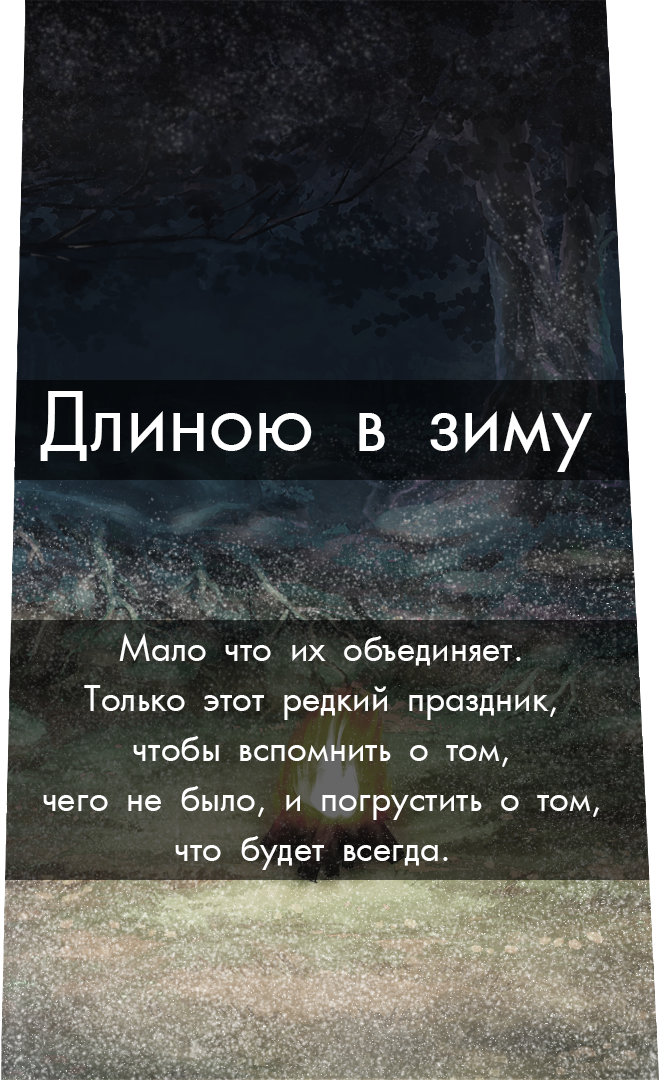 Длиною в зиму
Мало что их объединяет.
Только этот редкий праздник,
чтобы вспомнить о том,
чего не было, и погрустить о том,
что будет всегда.